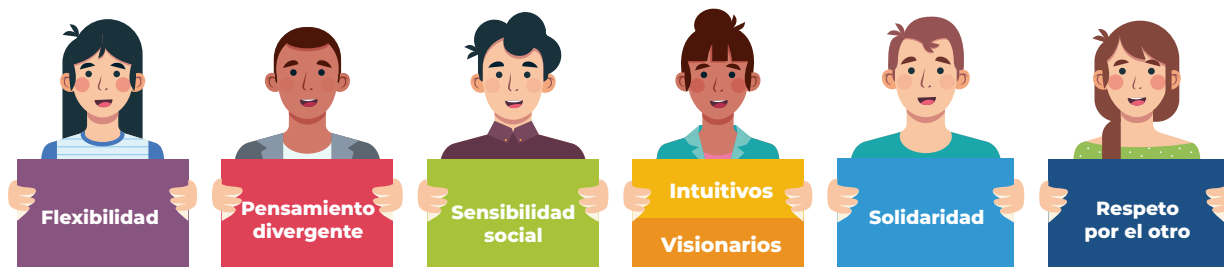 Flexibilidad
Pensamiento
divergente
Sensibilidad
social
Intuitivos
Visionarios
Solidaridad
Respeto
por el otro